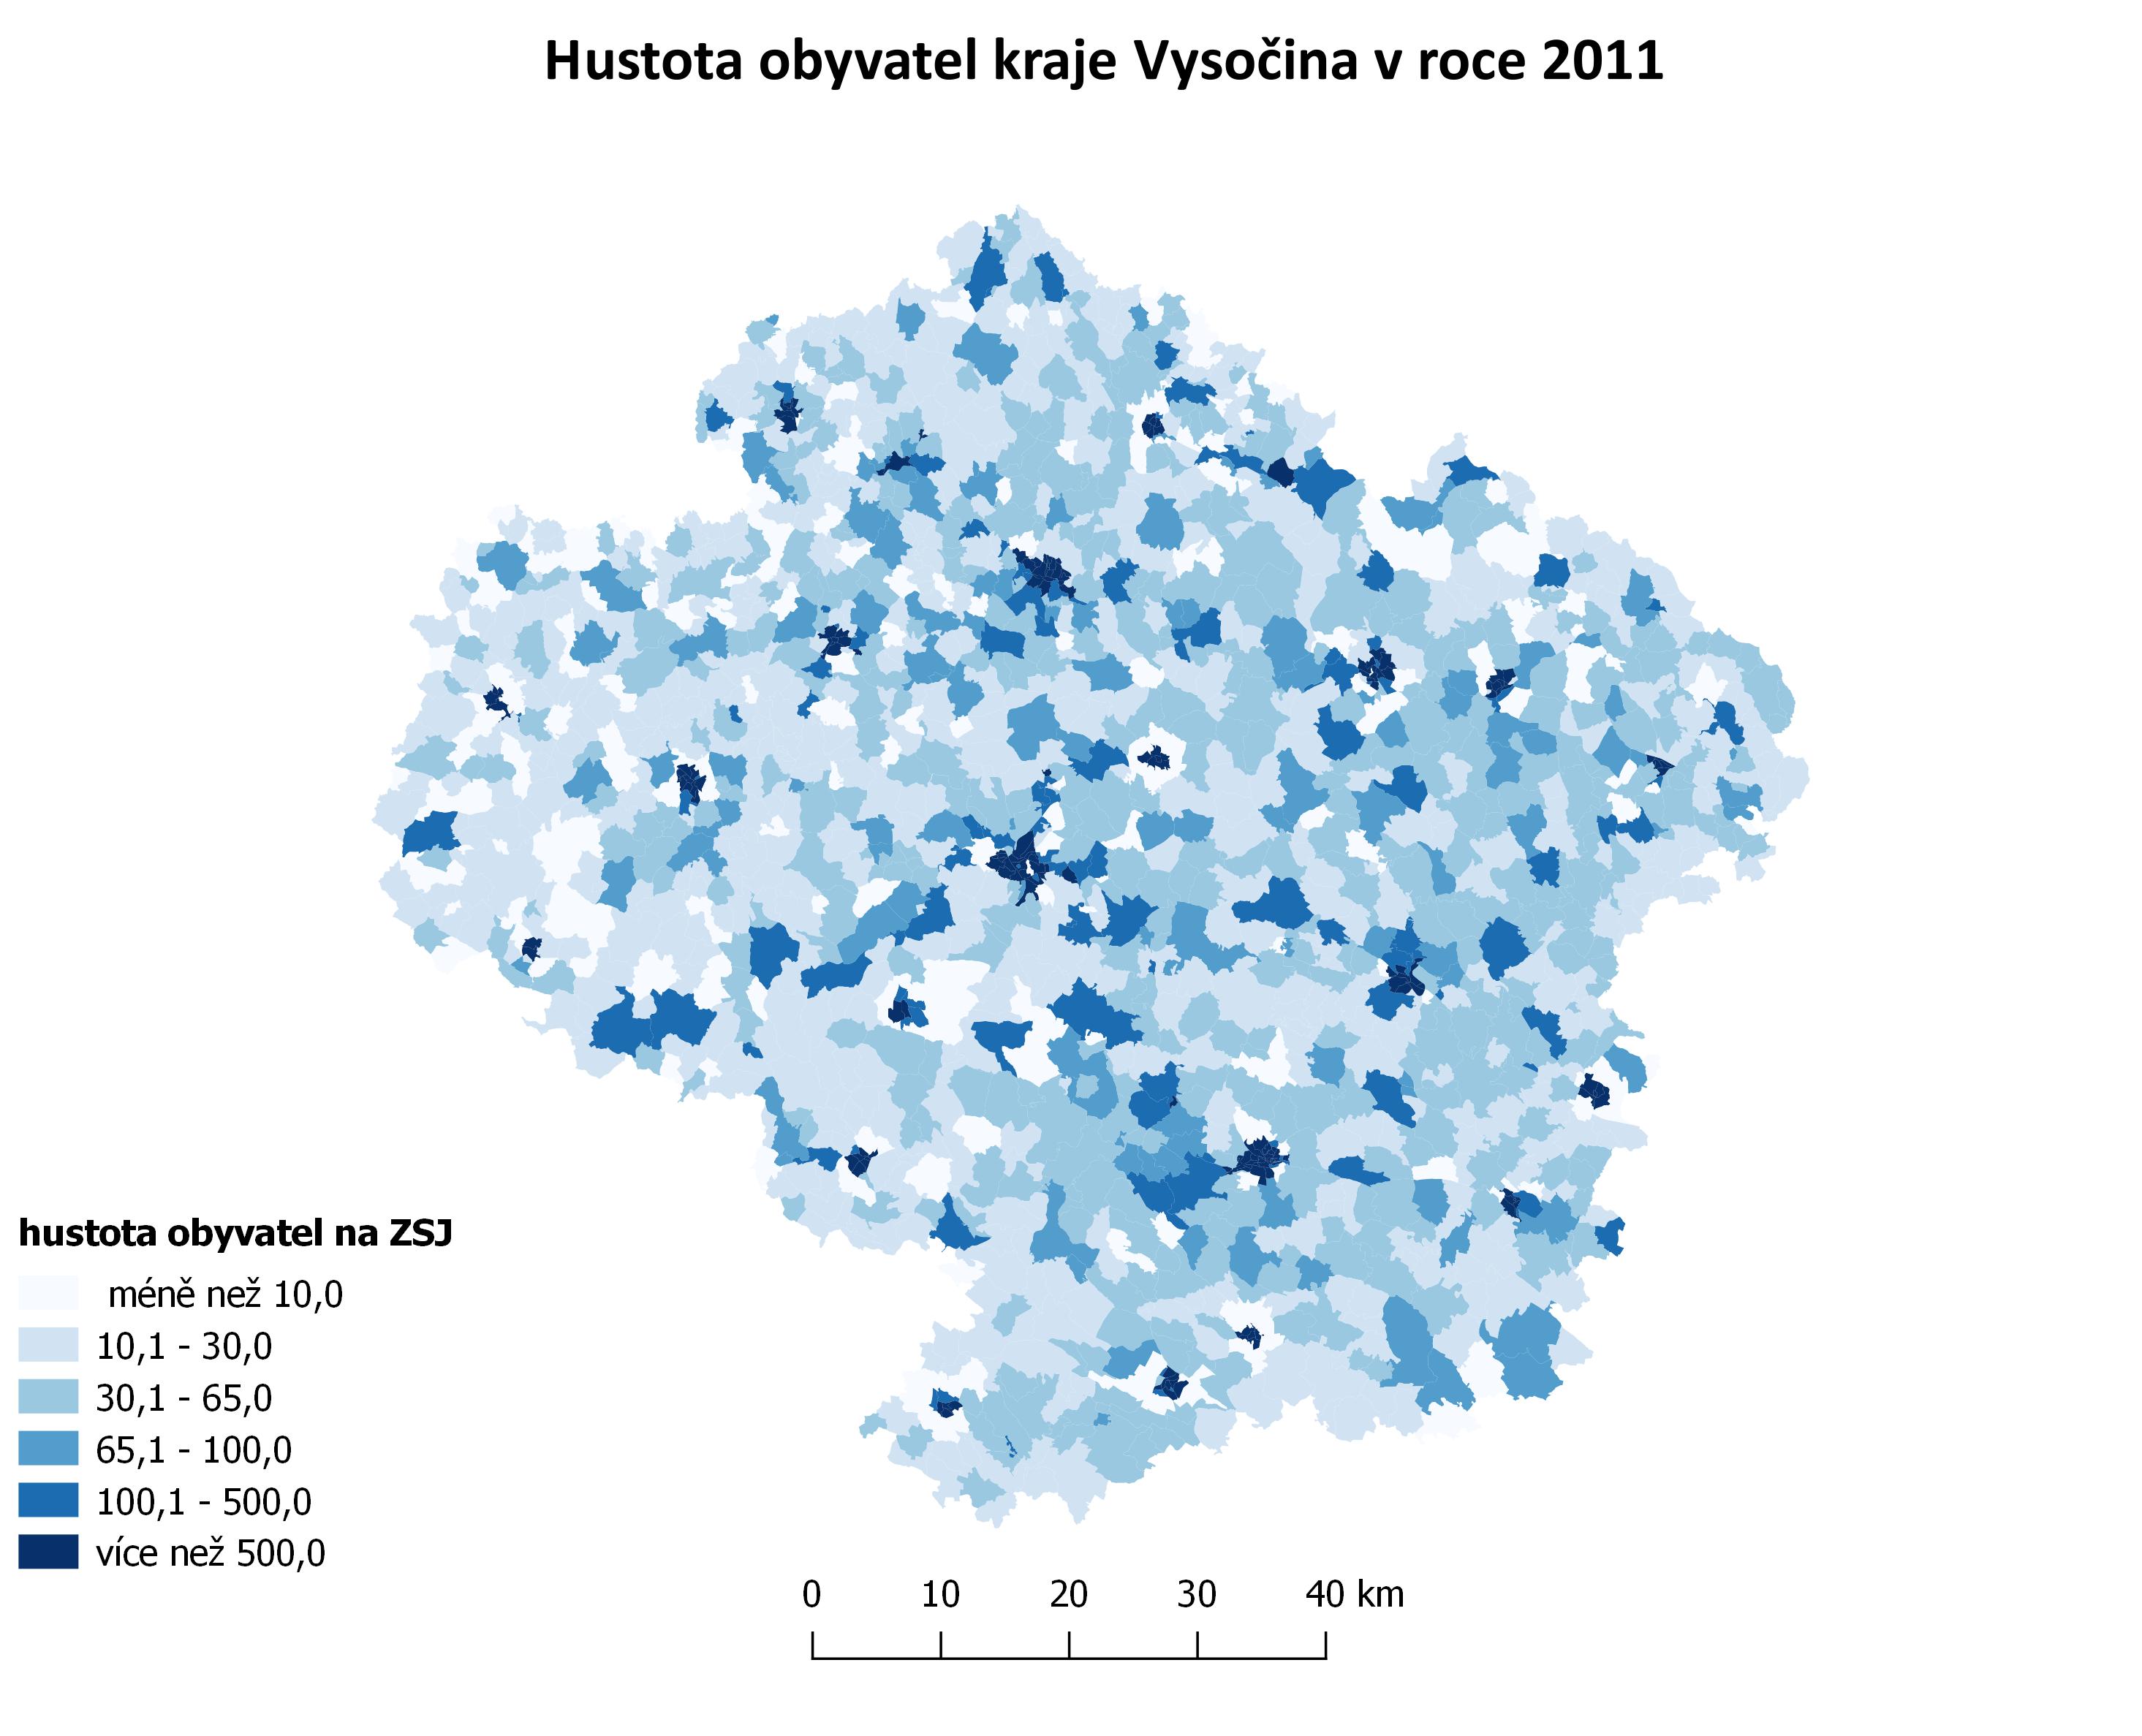 Hustota obyvatel kraje Vysočina v roce 2011
hustota obyvatel na ZSJ
méně než 10,0
10,1 - 30,0
30,1 - 65,0
65,1 - 100,0
100,1 - 500,0
více než 500,0
0 10 20 30 40 km